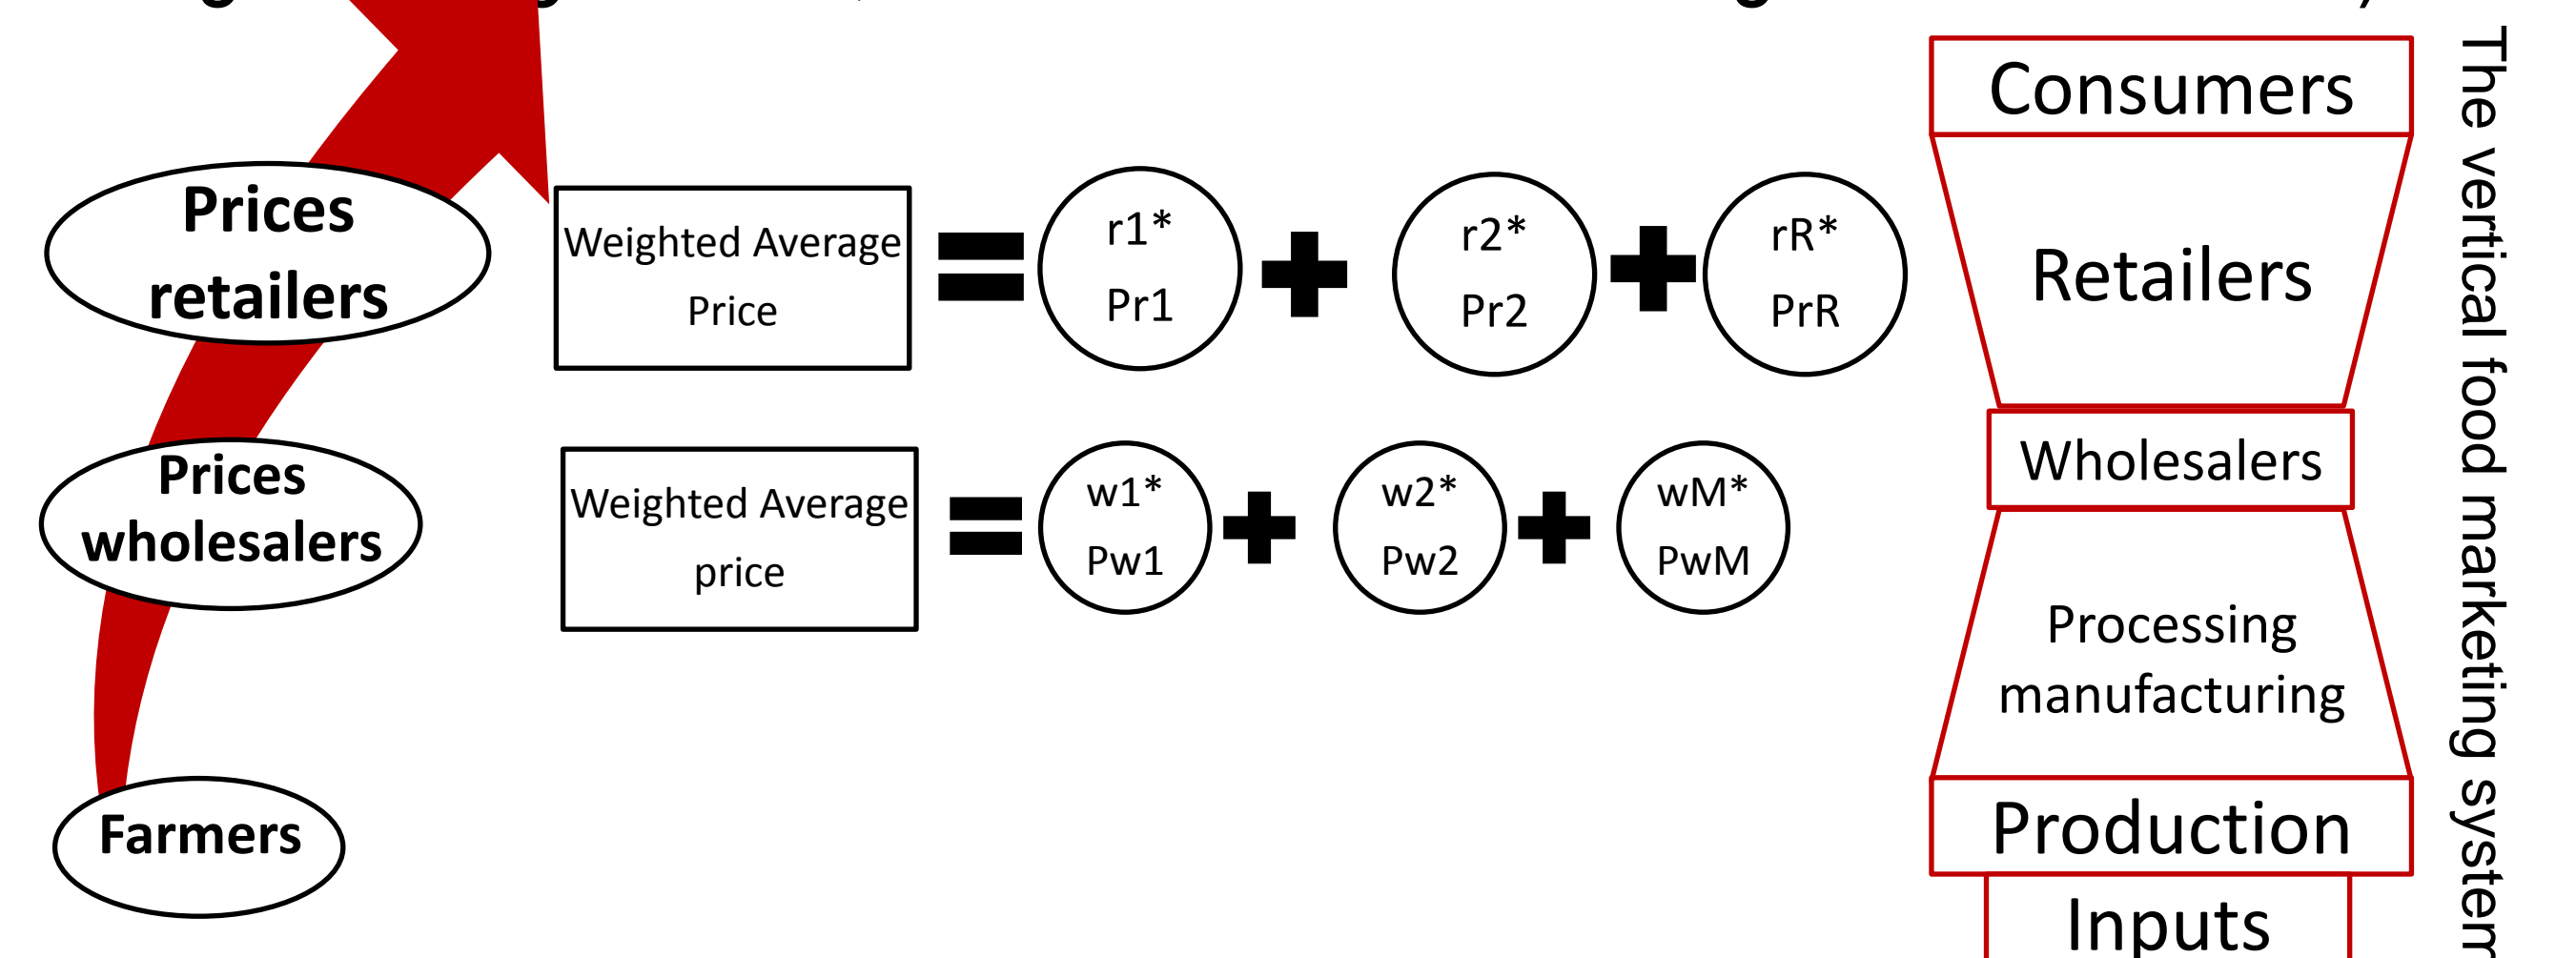 Prices
retailers
Weighted Average
Price
=
r1*
Pr1
+
r2*
Pr2
+
rR*
PrR
Prices
wholesalers
Weighted Average
price
=
w1*
Pw1
+
w2*
Pw2
+
wM*
PwM
Farmers
Consumers
Retailers
Wholesalers
Processing
manufacturing
Production
Inputs
The vertical food marketing system